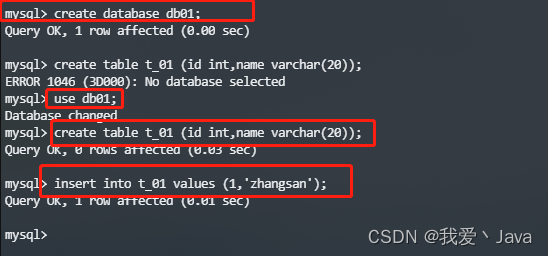 mysql> create database db01;
Query OK, 1 row affected (0.00 sec)
mysql> create table t_01 (id int,name varchar(20));
ERROR 1046 (3D000): No database selected
mysql> use db01;
Database changed
mysql> create table t_01 (id int,name varchar(20));
Query OK, 0 rows affected (0.03 sec)
mysql> insert into t_01 values (1,'zhangsan');
Query OK, 1 row affected (0.01 sec)
mysql>
CSDN @我爱丶Java